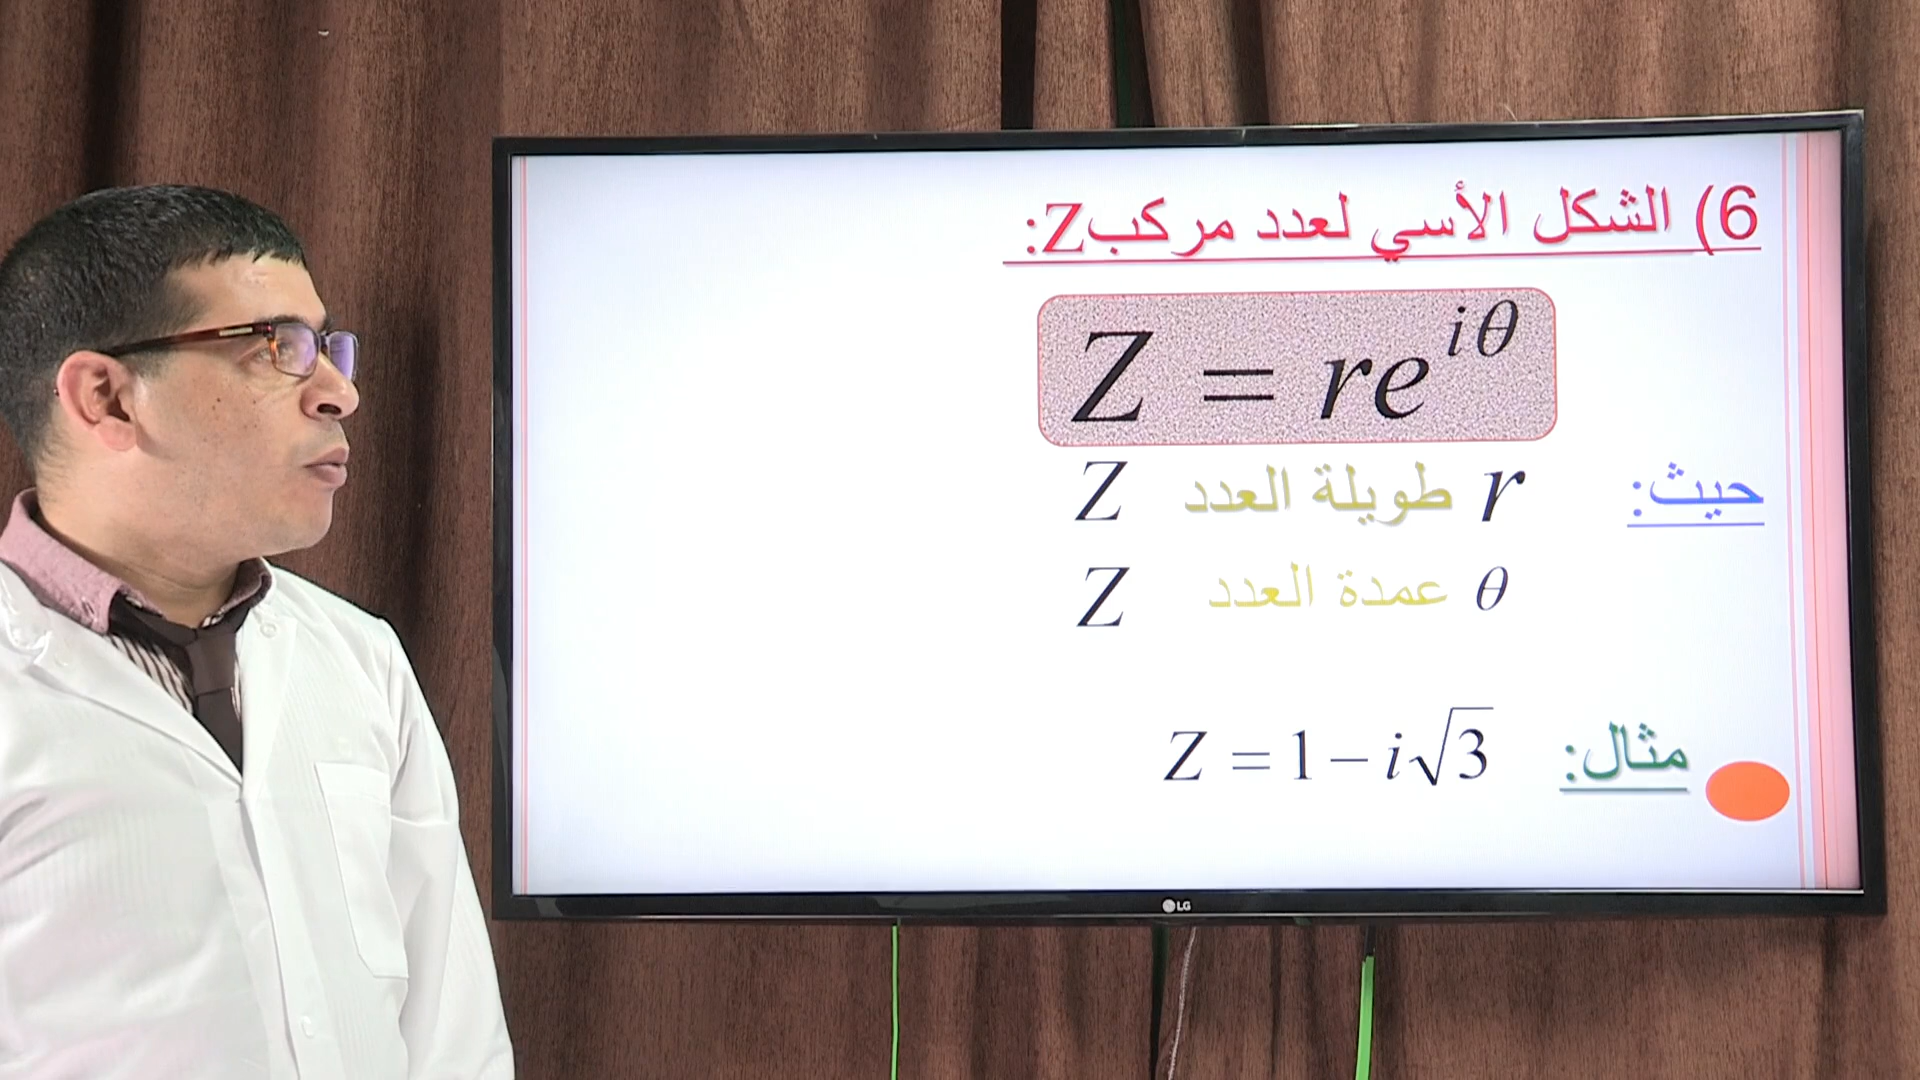 6) الشكل الأسي لعدد مركب Z:
Z = re^{iθ}
حيث: r طويلة العدد Z
θ عمدة العدد Z
مثال: Z = 1 − i√3
LG